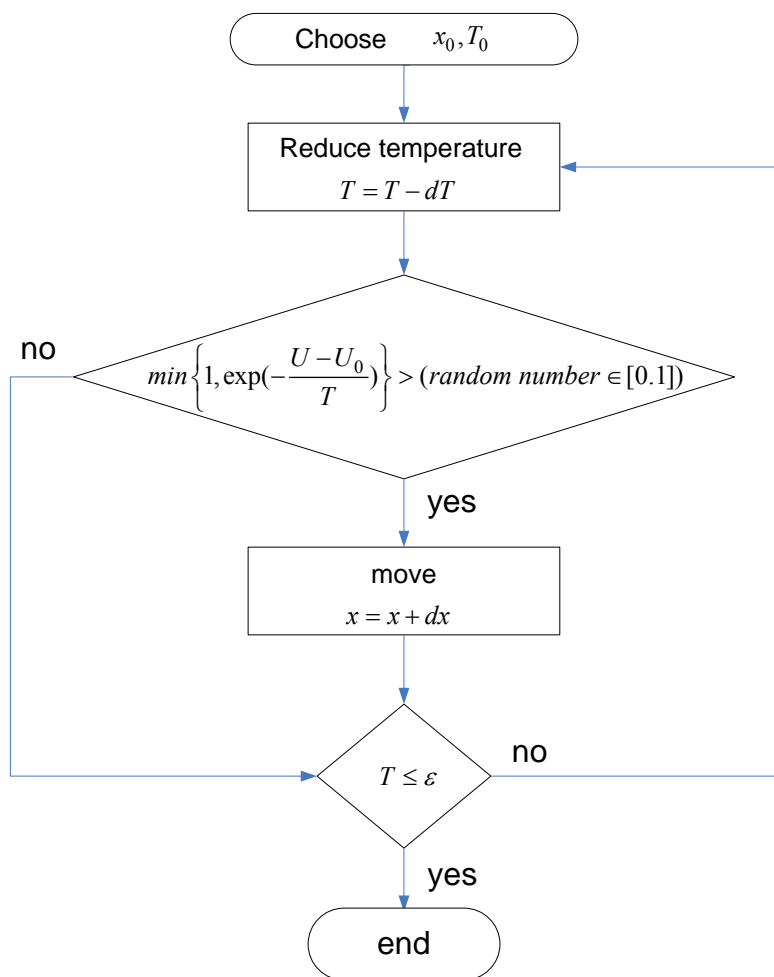 Choose x₀,T₀
Reduce temperature
T = T − dT
no
min{1, exp(−(U − U₀)/T)} > (random number ∈ [0.1])
yes
move
x = x + dx
T ≤ ε
no
yes
end